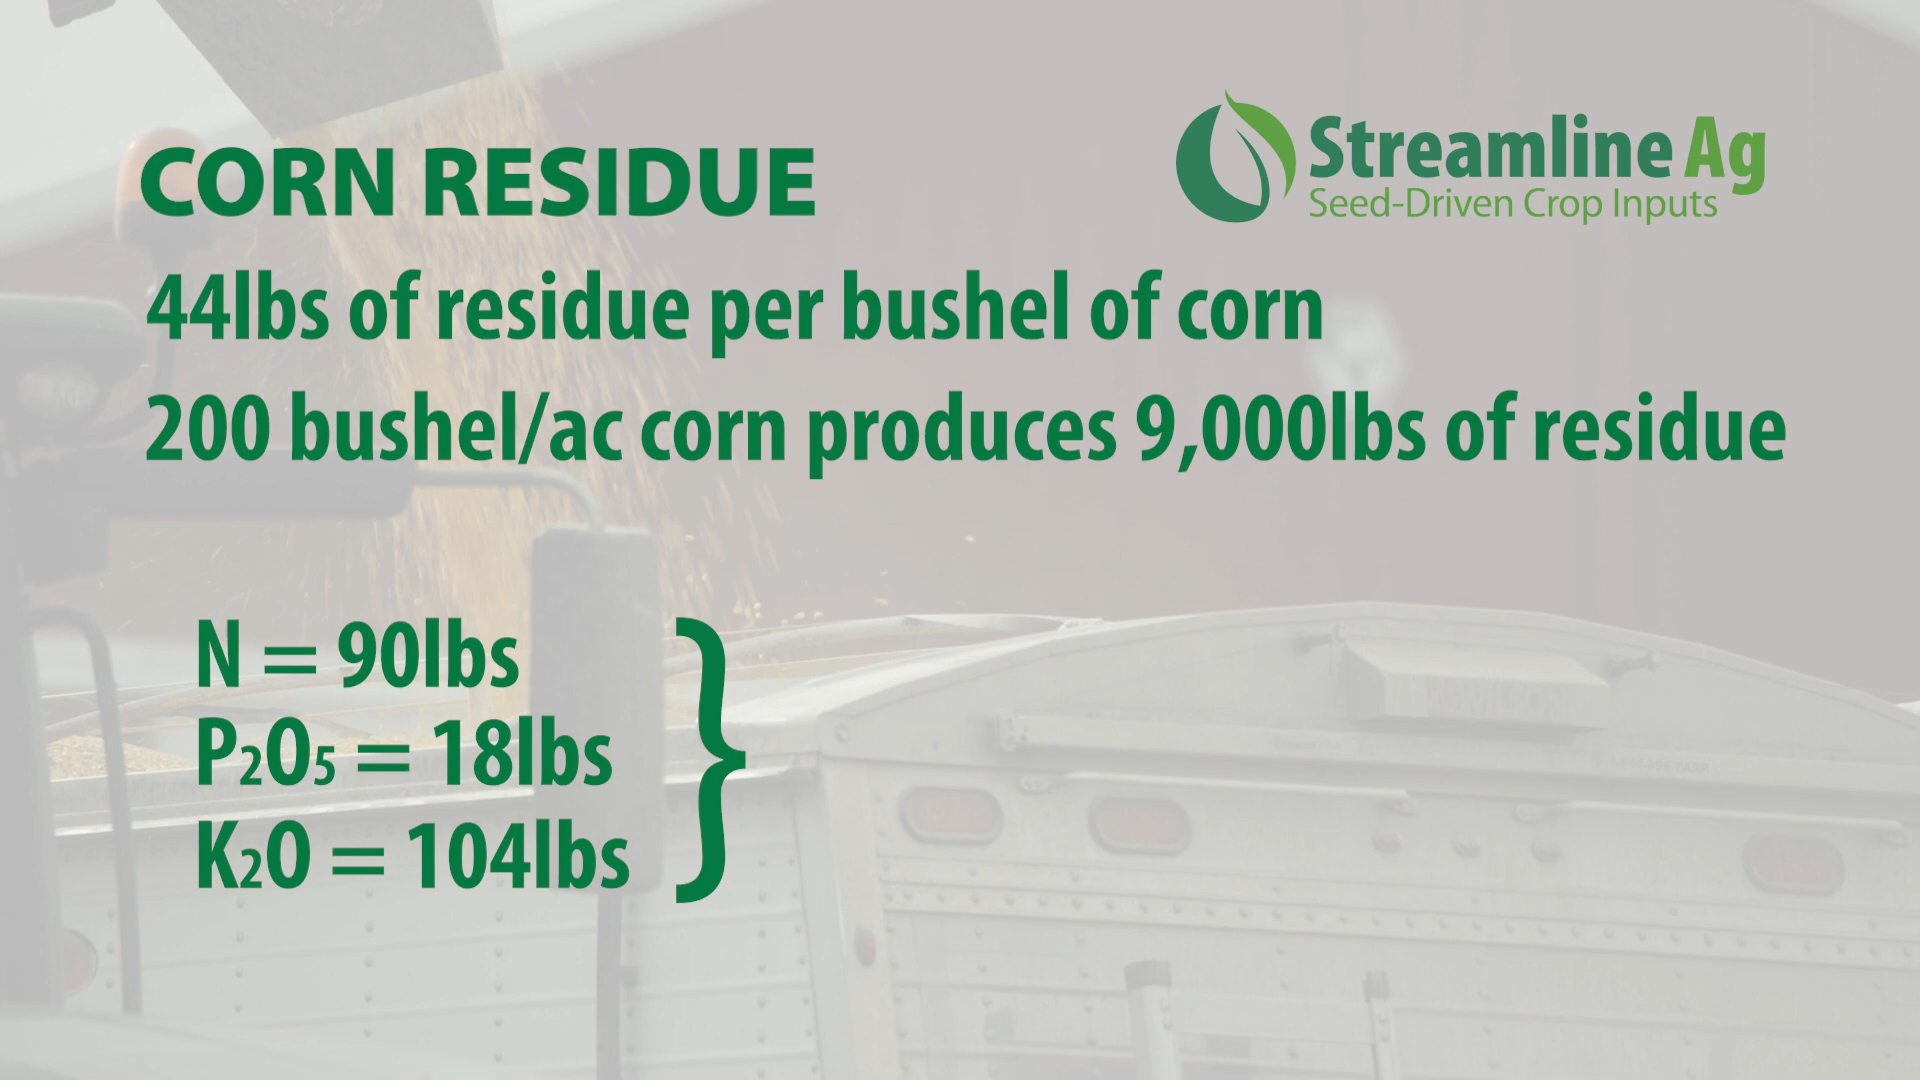 CORN RESIDUE
Streamline Ag
Seed-Driven Crop Inputs
44lbs of residue per bushel of corn
200 bushel/ac corn produces 9,000lbs of residue
N = 90lbs
P₂O₅ = 18lbs
K₂O = 104lbs
}